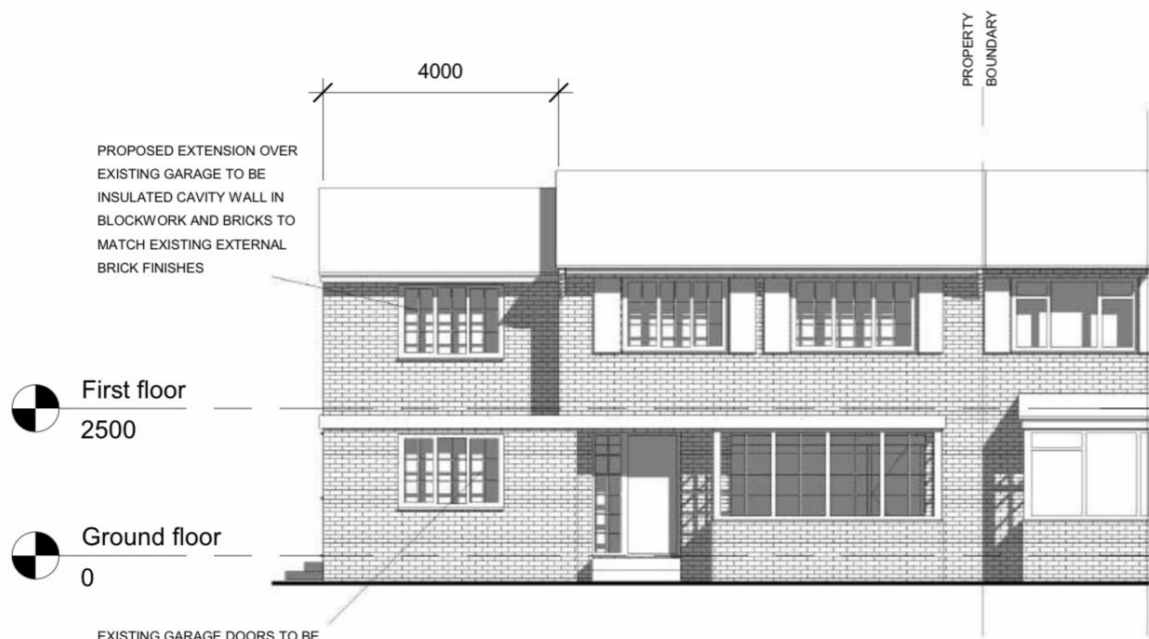 PROPERTY
BOUNDARY
4000
PROPOSED EXTENSION OVER
EXISTING GARAGE TO BE
INSULATED CAVITY WALL IN
BLOCKWORK AND BRICKS TO
MATCH EXISTING EXTERNAL
BRICK FINISHES
First floor
2500
Ground floor
0
EXISTING GARAGE DOORS TO BE